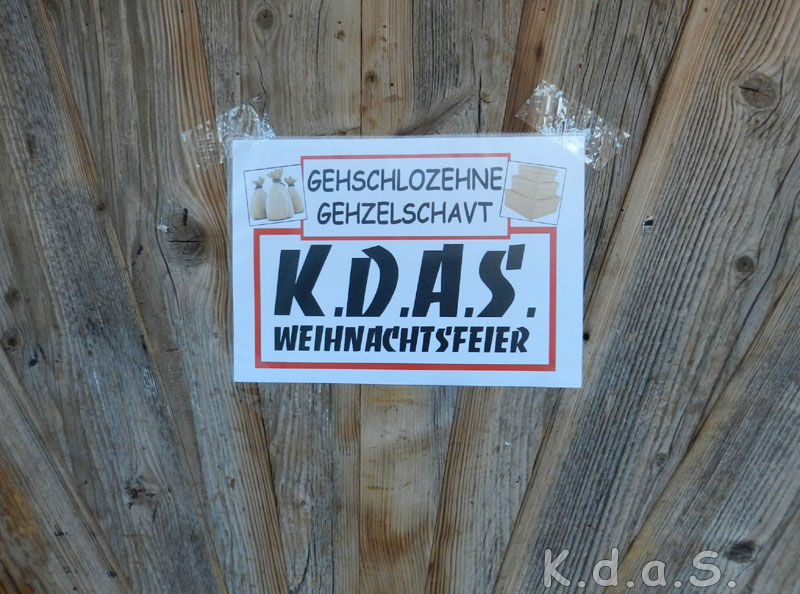 GEHSCHLOZEHNE
GEHZELSCHAVT
K.D.A.S.
WEIHNACHTSFEIER
K.d.a.S.